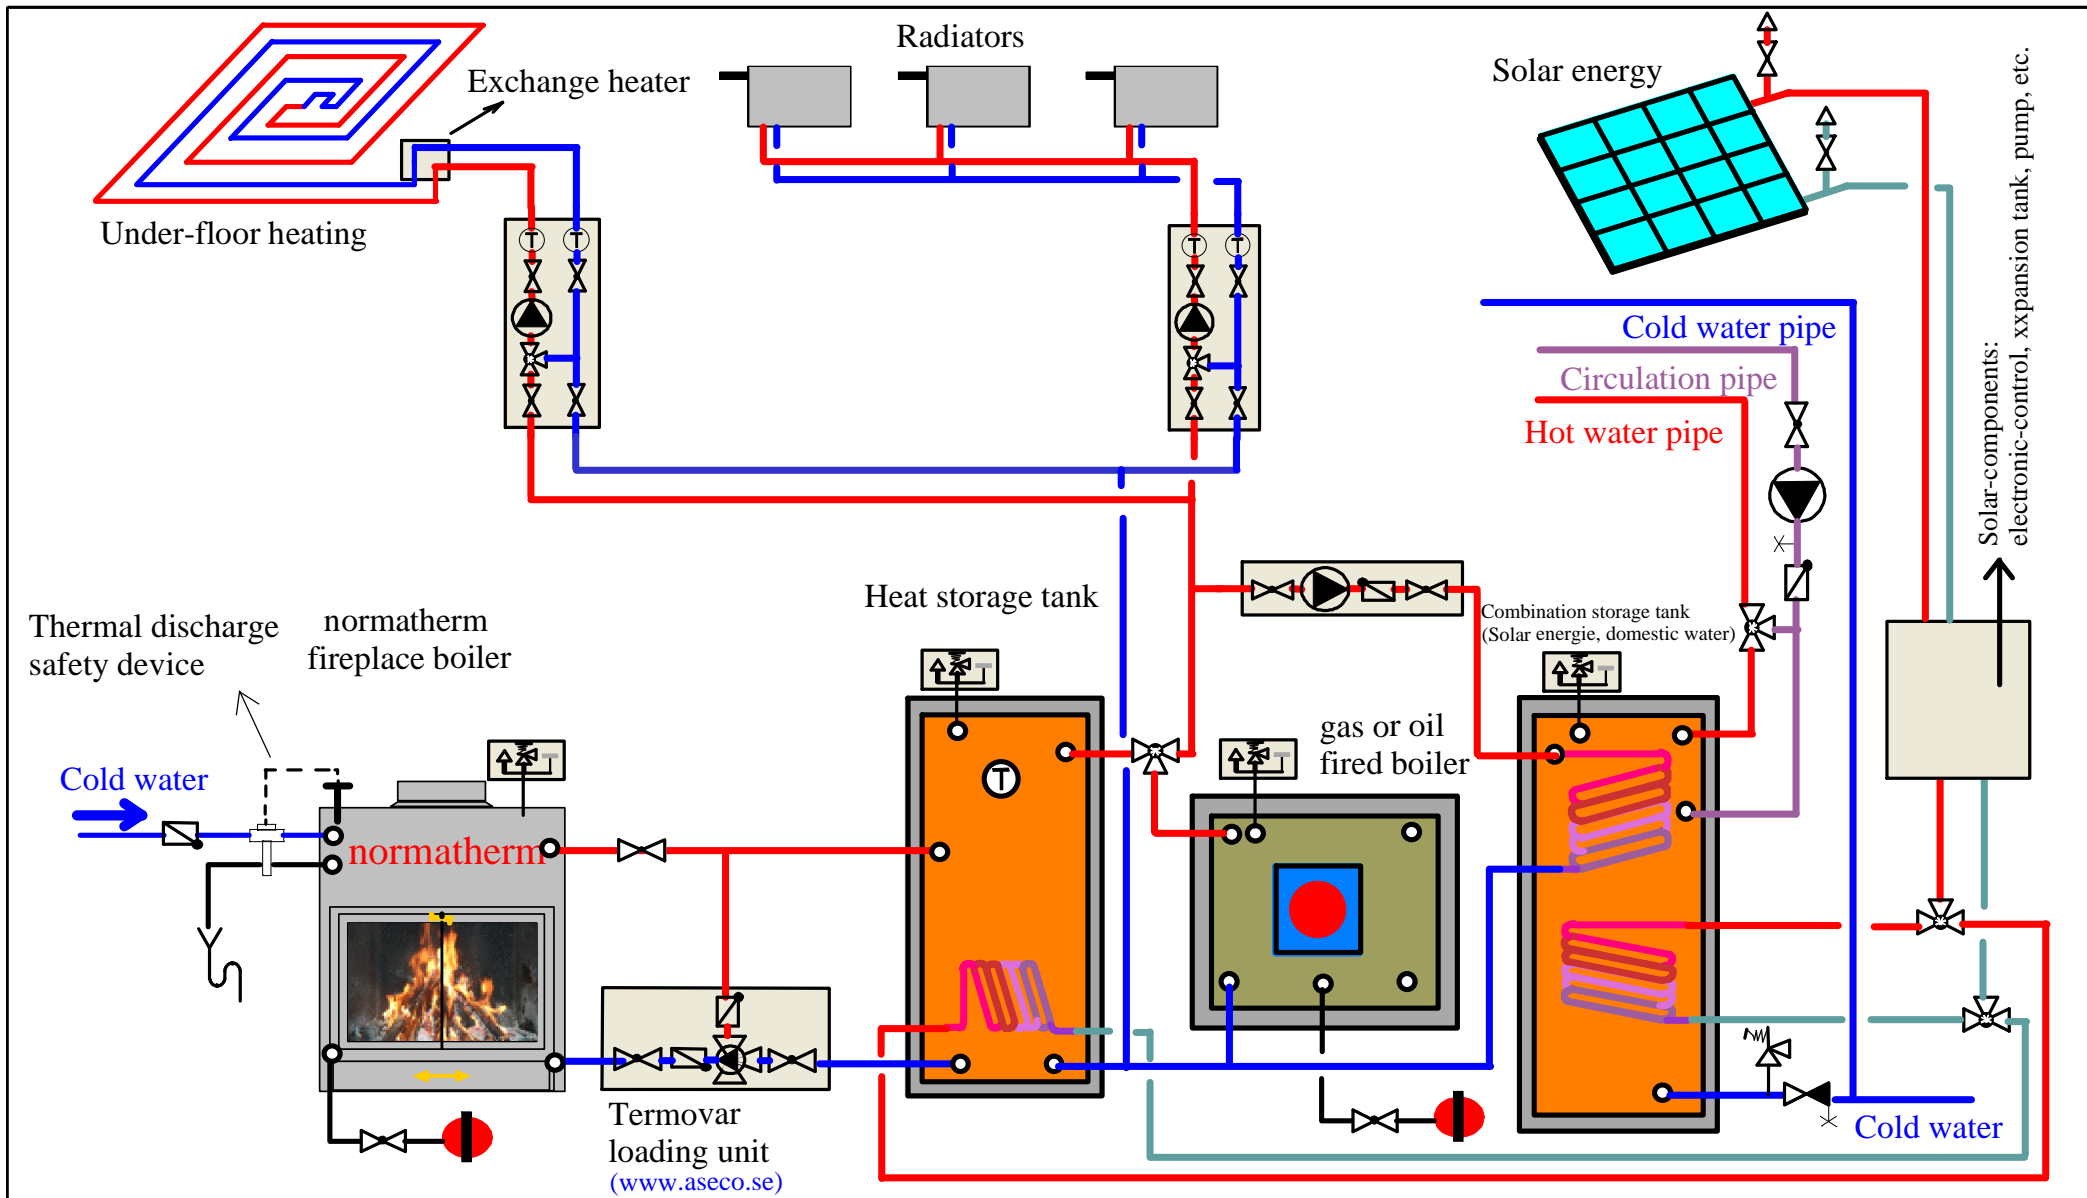 Radiators
Solar energy
Exchange heater
Under-floor heating
T
T
T
T
Cold water pipe
Circulation pipe
Hot water pipe
Solar-components:
electronic-control, xxpansion tank, pump, etc.
Heat storage tank
Combination storage tank
(Solar energie, domestic water)
Thermal discharge
safety device
normatherm
fireplace boiler
gas or oil
fired boiler
Cold water
T
normatherm
Termovar
loading unit
(www.aseco.se)
Cold water